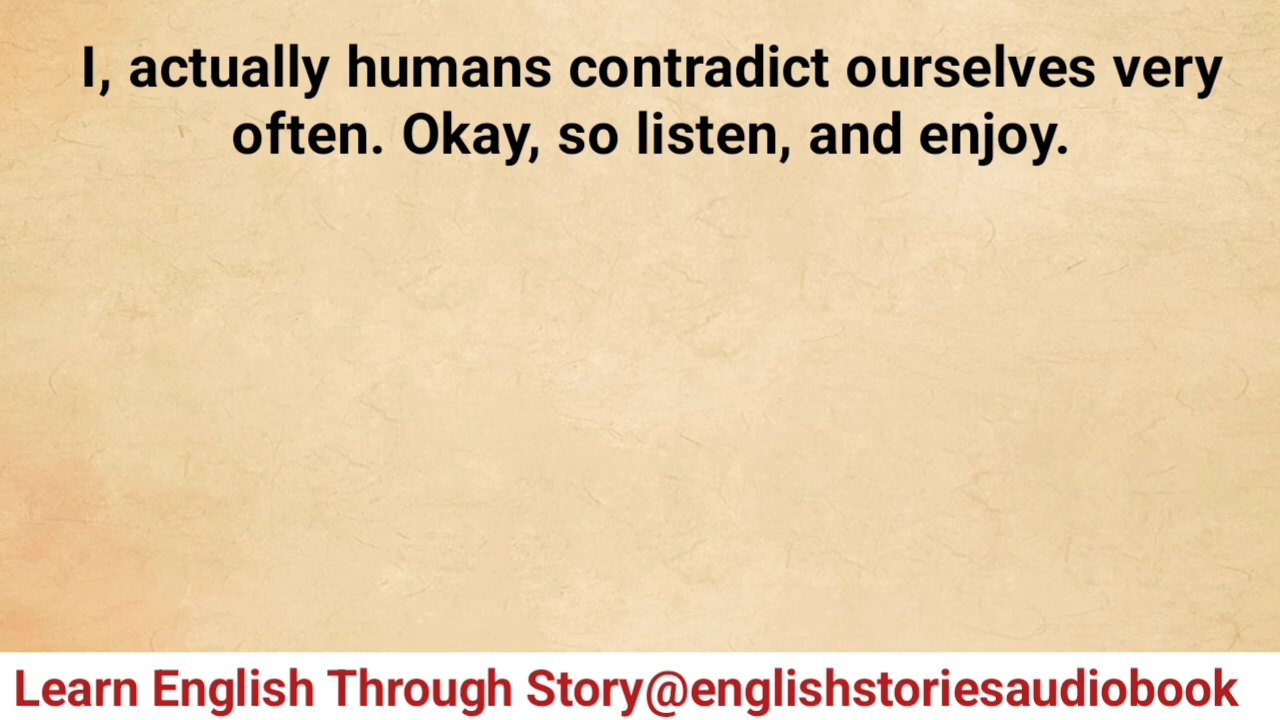 I, actually humans contradict ourselves very
often. Okay, so listen, and enjoy.
Learn English Through Story@englishstoriesaudiobook